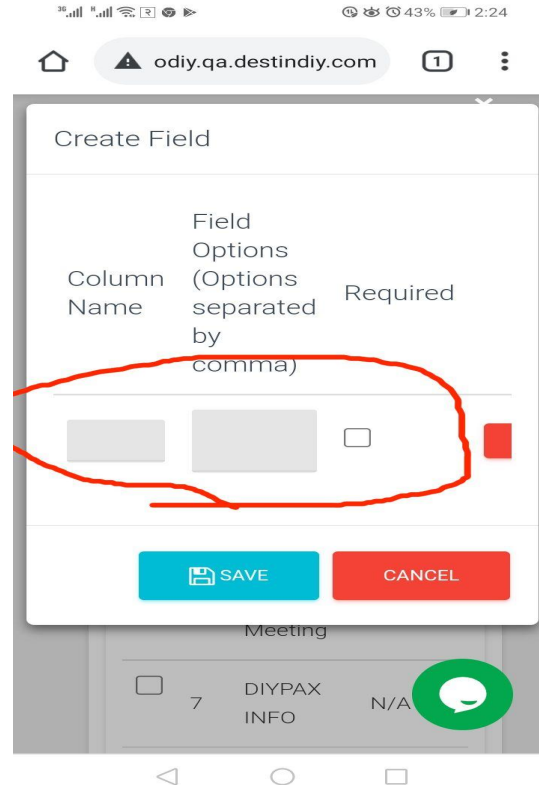 36 H R 43% 2:24
odiy.qa.destindiy.com 1
Create Field
Field
Options
Column (Options Required
Name separated
by
comma)
SAVE CANCEL
Meeting
7 DIYPAX N/A
INFO